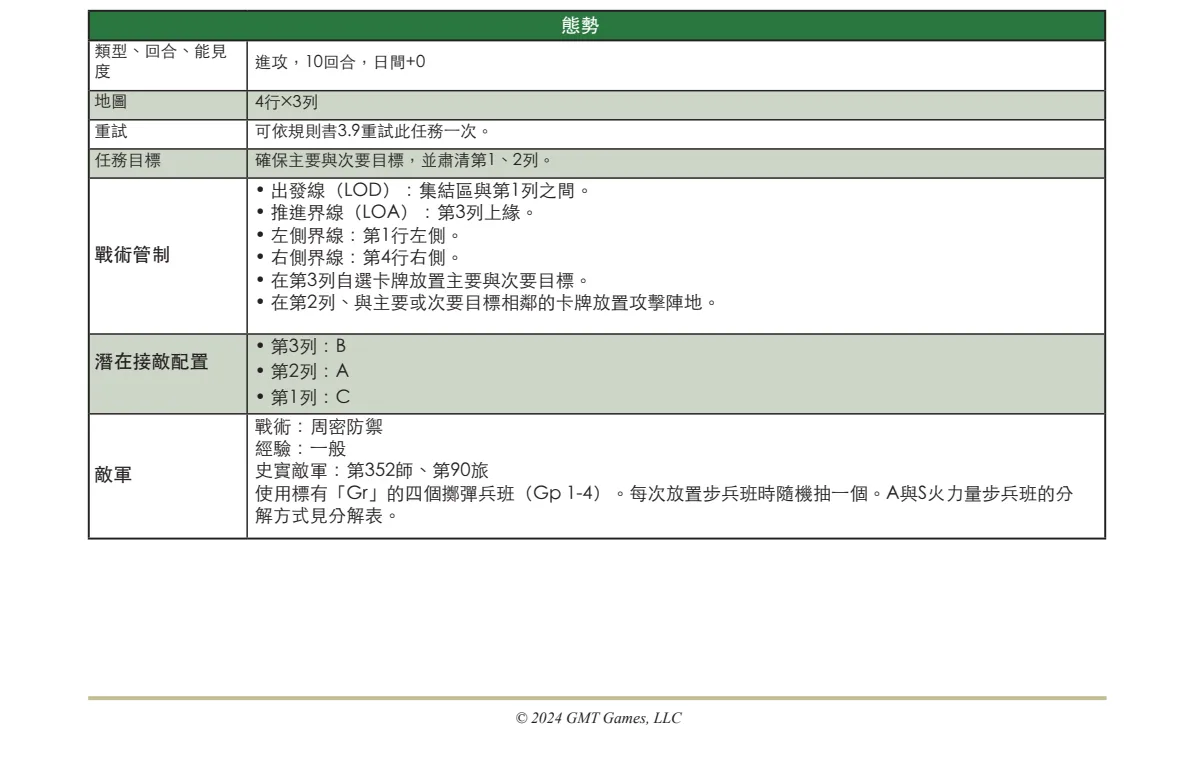 態勢
類型、回合、能見
度
進攻，10回合，日間+0
地圖
4行×3列
重試
可依規則書3.9重試此任務一次。
任務目標
確保主要與次要目標，並肅清第1、2列。
戰術管制
• 出發線（LOD）：集結區與第1列之間。
• 推進界線（LOA）：第3列上緣。
• 左側界線：第1行左側。
• 右側界線：第4行右側。
• 在第3列自選卡牌放置主要與次要目標。
• 在第2列、與主要或次要目標相鄰的卡牌放置攻擊陣地。
潛在接敵配置
• 第3列：B
• 第2列：A
• 第1列：C
敵軍
戰術：周密防禦
經驗：一般
史實敵軍：第352師、第90旅
使用標有「Gr」的四個擲彈兵班（Gp 1-4）。每次放置步兵班時隨機抽一個。A與S火力量步兵班的分
解方式見分解表。
© 2024 GMT Games, LLC